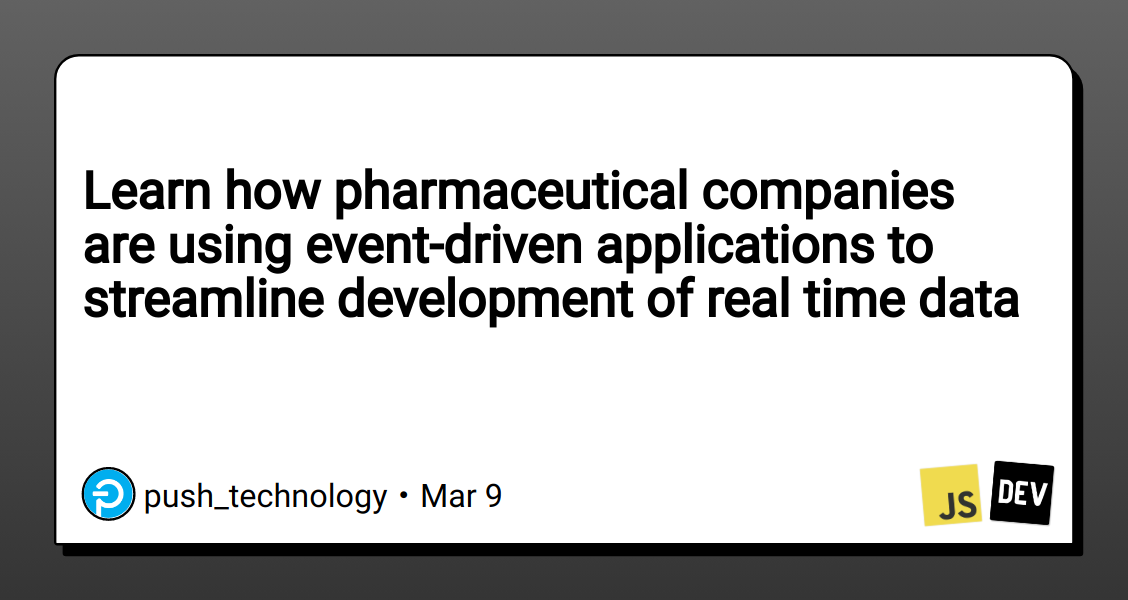 Learn how pharmaceutical companies
are using event-driven applications to
streamline development of real time data
push_technology • Mar 9
JS
DEV